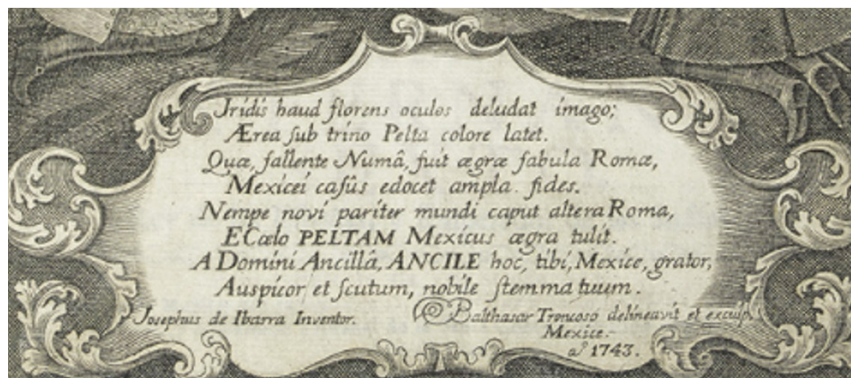 Iridis haud florens oculos deludat imago;
Ærea sub trino Pelta colore latet.
Quæ, fallente Numâ, fuit ægræ fabula Romæ,
Mexicei casûs edocet ampla fides.
Nempe novi pariter mundi caput altera Roma,
E Cœlo PELTAM Mexicus ægra tulit.
A Domini Ancillâ, ANCILE hoc, tibi, Mexice, grator,
Auspicor et scutum, nobile stemma tuum.
Josephus de Ibarra Inventor.
Balthasar Troncoso delineavit et exculp.
Mexice.
aº 1743.